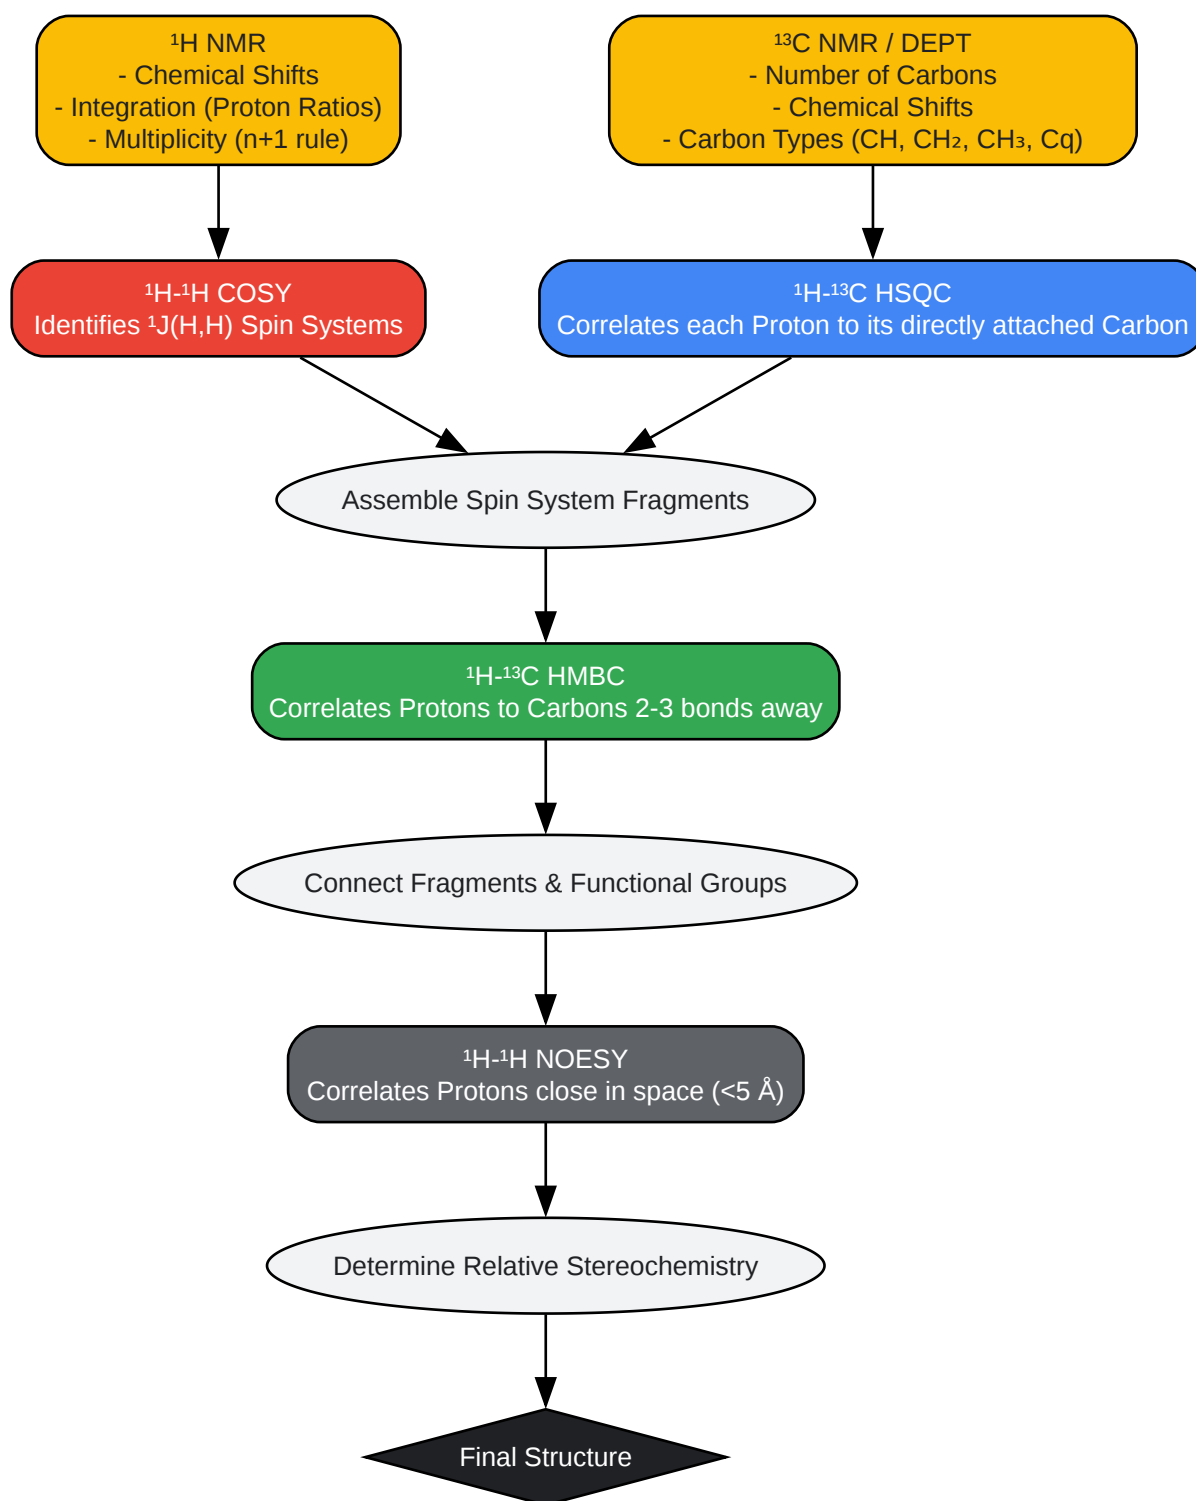 ¹H NMR
- Chemical Shifts
- Integration (Proton Ratios)
- Multiplicity (n+1 rule)
¹³C NMR / DEPT
- Number of Carbons
- Chemical Shifts
- Carbon Types (CH, CH₂, CH₃, Cq)
¹H-¹H COSY
Identifies ¹J(H,H) Spin Systems
¹H-¹³C HSQC
Correlates each Proton to its directly attached Carbon
Assemble Spin System Fragments
¹H-¹³C HMBC
Correlates Protons to Carbons 2-3 bonds away
Connect Fragments & Functional Groups
¹H-¹H NOESY
Correlates Protons close in space (<5 Å)
Determine Relative Stereochemistry
Final Structure